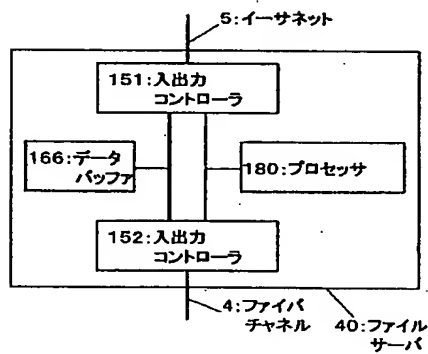 5:イーサネット
151:入出力
コントローラ
166:データ
バッファ
180:プロセッサ
152:入出力
コントローラ
4:ファイバ
チャネル
40:ファイル
サーバ